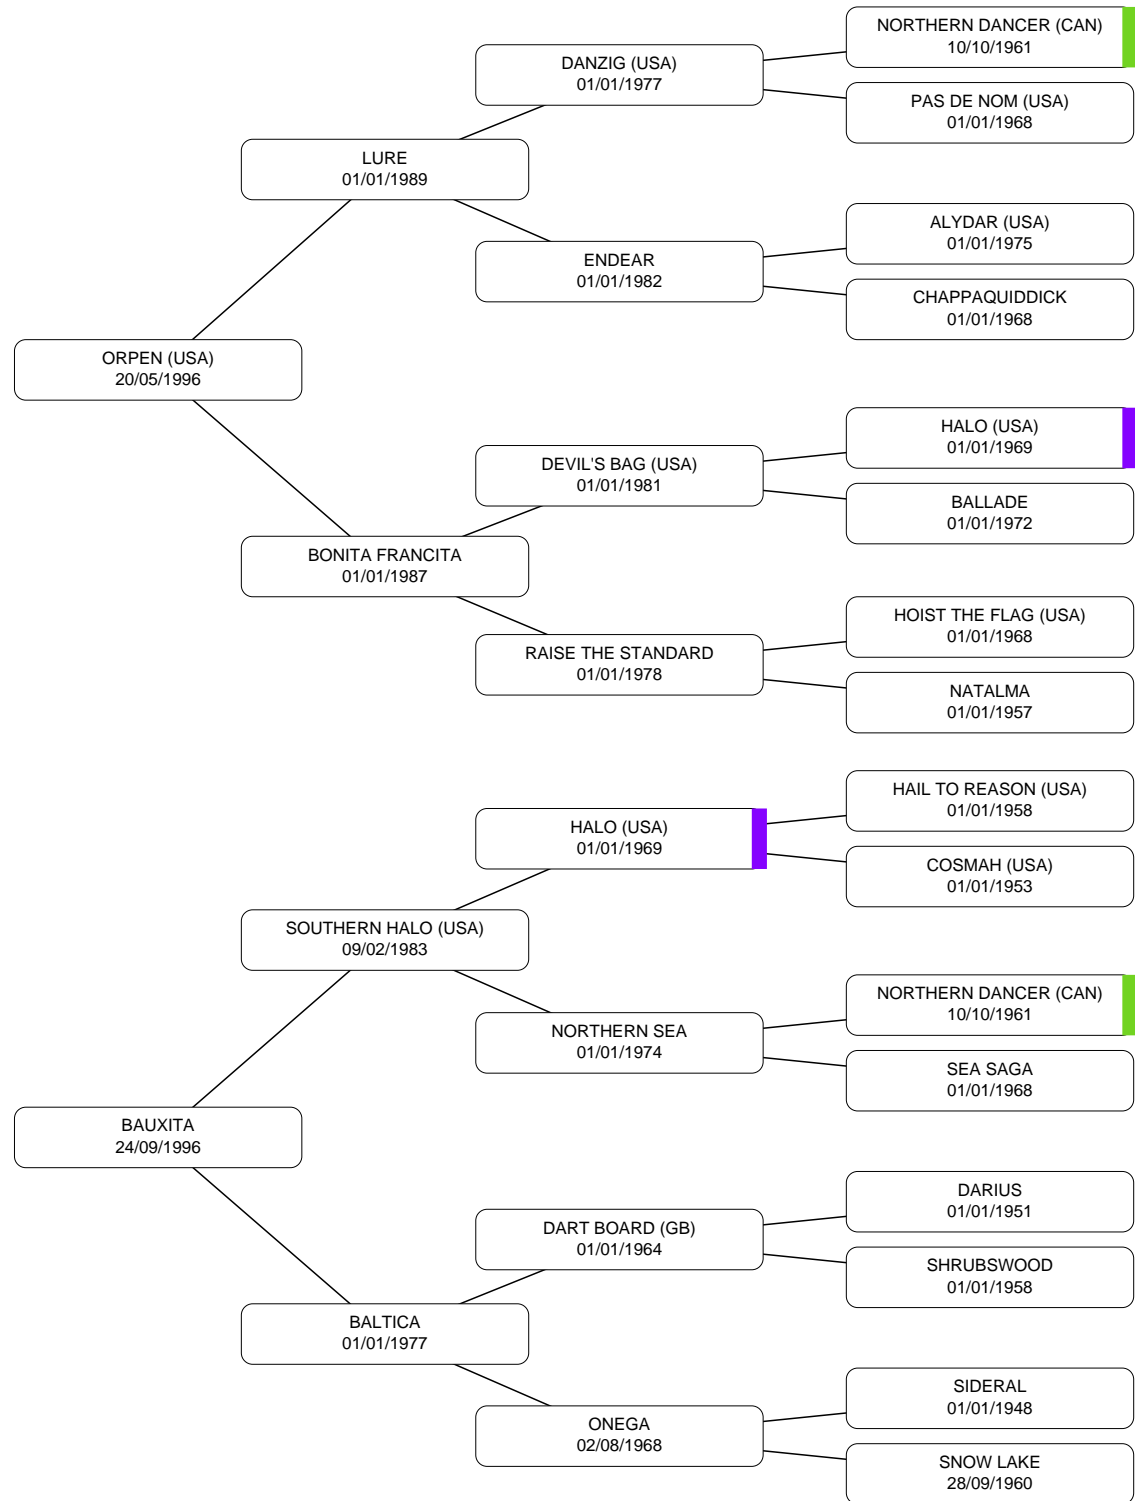 NORTHERN DANCER (CAN)
10/10/1961
DANZIG (USA)
01/01/1977
PAS DE NOM (USA)
01/01/1968
LURE
01/01/1989
ALYDAR (USA)
01/01/1975
ENDEAR
01/01/1982
CHAPPAQUIDDICK
01/01/1968
ORPEN (USA)
20/05/1996
HALO (USA)
01/01/1969
DEVIL'S BAG (USA)
01/01/1981
BALLADE
01/01/1972
BONITA FRANCITA
01/01/1987
HOIST THE FLAG (USA)
01/01/1968
RAISE THE STANDARD
01/01/1978
NATALMA
01/01/1957
HAIL TO REASON (USA)
01/01/1958
HALO (USA)
01/01/1969
COSMAH (USA)
01/01/1953
SOUTHERN HALO (USA)
09/02/1983
NORTHERN DANCER (CAN)
10/10/1961
NORTHERN SEA
01/01/1974
SEA SAGA
01/01/1968
BAUXITA
24/09/1996
DARIUS
01/01/1951
DART BOARD (GB)
01/01/1964
SHRUBSWOOD
01/01/1958
BALTICA
01/01/1977
SIDERAL
01/01/1948
ONEGA
02/08/1968
SNOW LAKE
28/09/1960